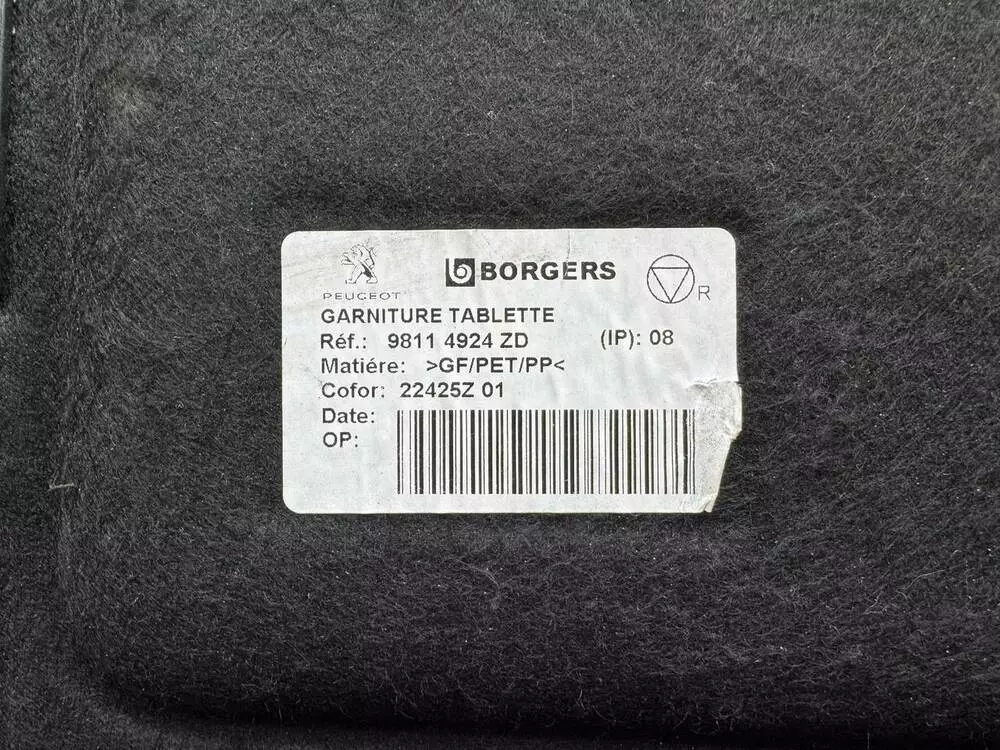 PEUGEOT
BORGERS
R
GARNITURE TABLETTE
Réf.: 9811 4924 ZD (IP): 08
Matiére: >GF/PET/PP<
Cofor: 22425Z 01
Date:
OP: